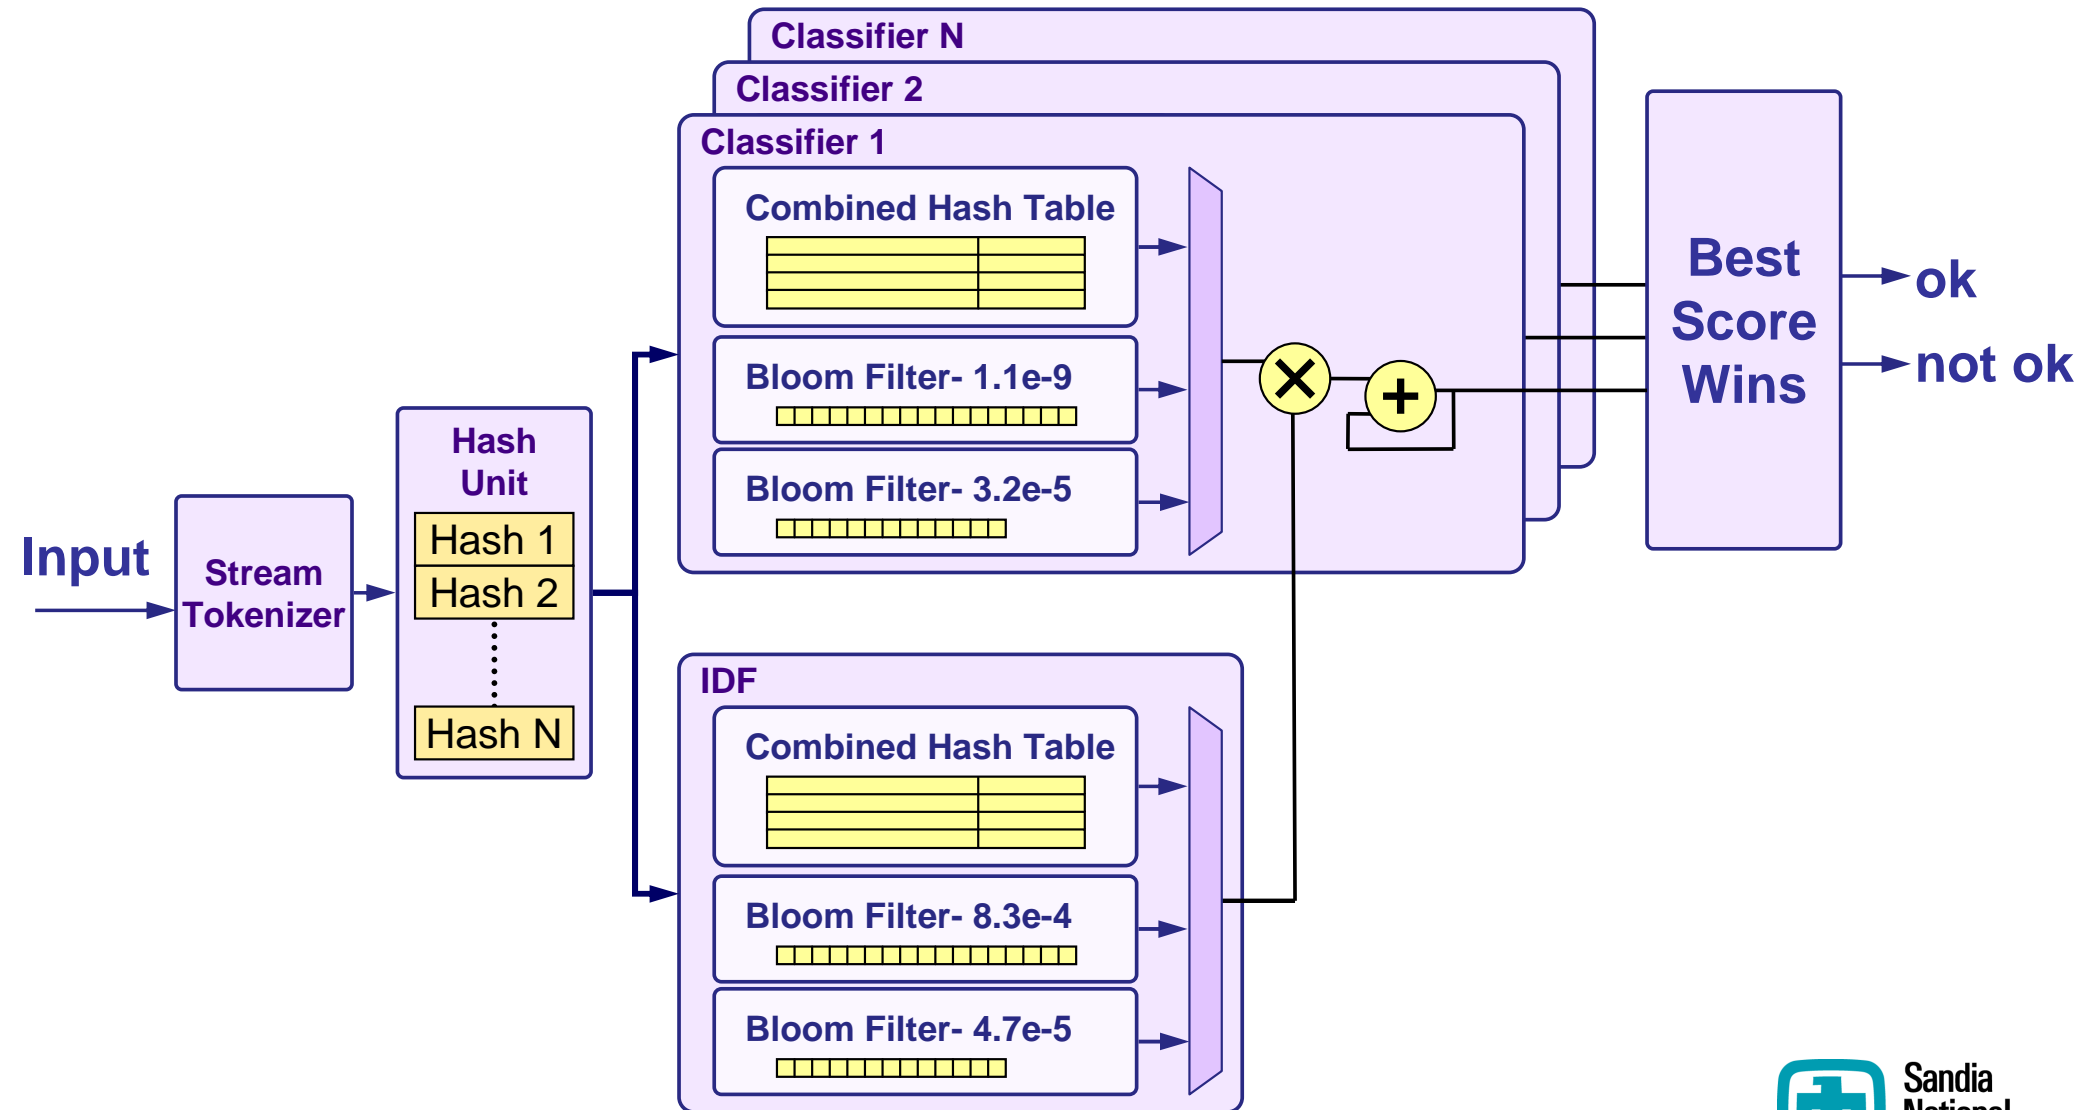 Classifier N
Classifier 2
Classifier 1
Combined Hash Table
Bloom Filter- 1.1e-9
Bloom Filter- 3.2e-5
Best
Score
Wins
ok
not ok
Input
Stream
Tokenizer
Hash
Unit
Hash 1
Hash 2
Hash N
IDF
Combined Hash Table
Bloom Filter- 8.3e-4
Bloom Filter- 4.7e-5
Sandia
National